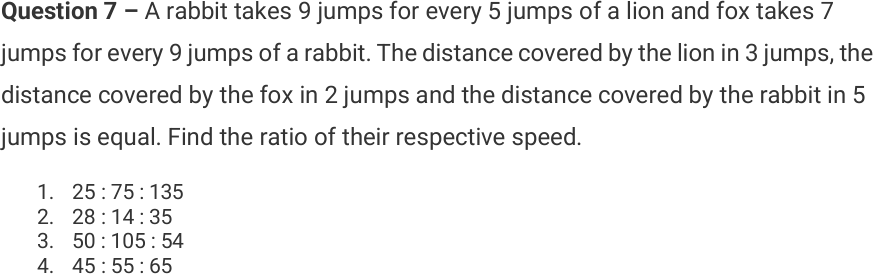 Question 7 – A rabbit takes 9 jumps for every 5 jumps of a lion and fox takes 7
jumps for every 9 jumps of a rabbit. The distance covered by the lion in 3 jumps, the
distance covered by the fox in 2 jumps and the distance covered by the rabbit in 5
jumps is equal. Find the ratio of their respective speed.
1. 25 : 75 : 135
2. 28 : 14 : 35
3. 50 : 105 : 54
4. 45 : 55 : 65